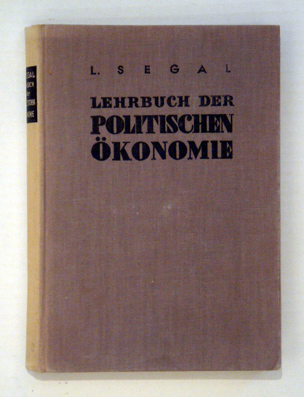 L. SEGAL
LEHRBUCH DER
POLITISCHEN
ÖKONOMIE